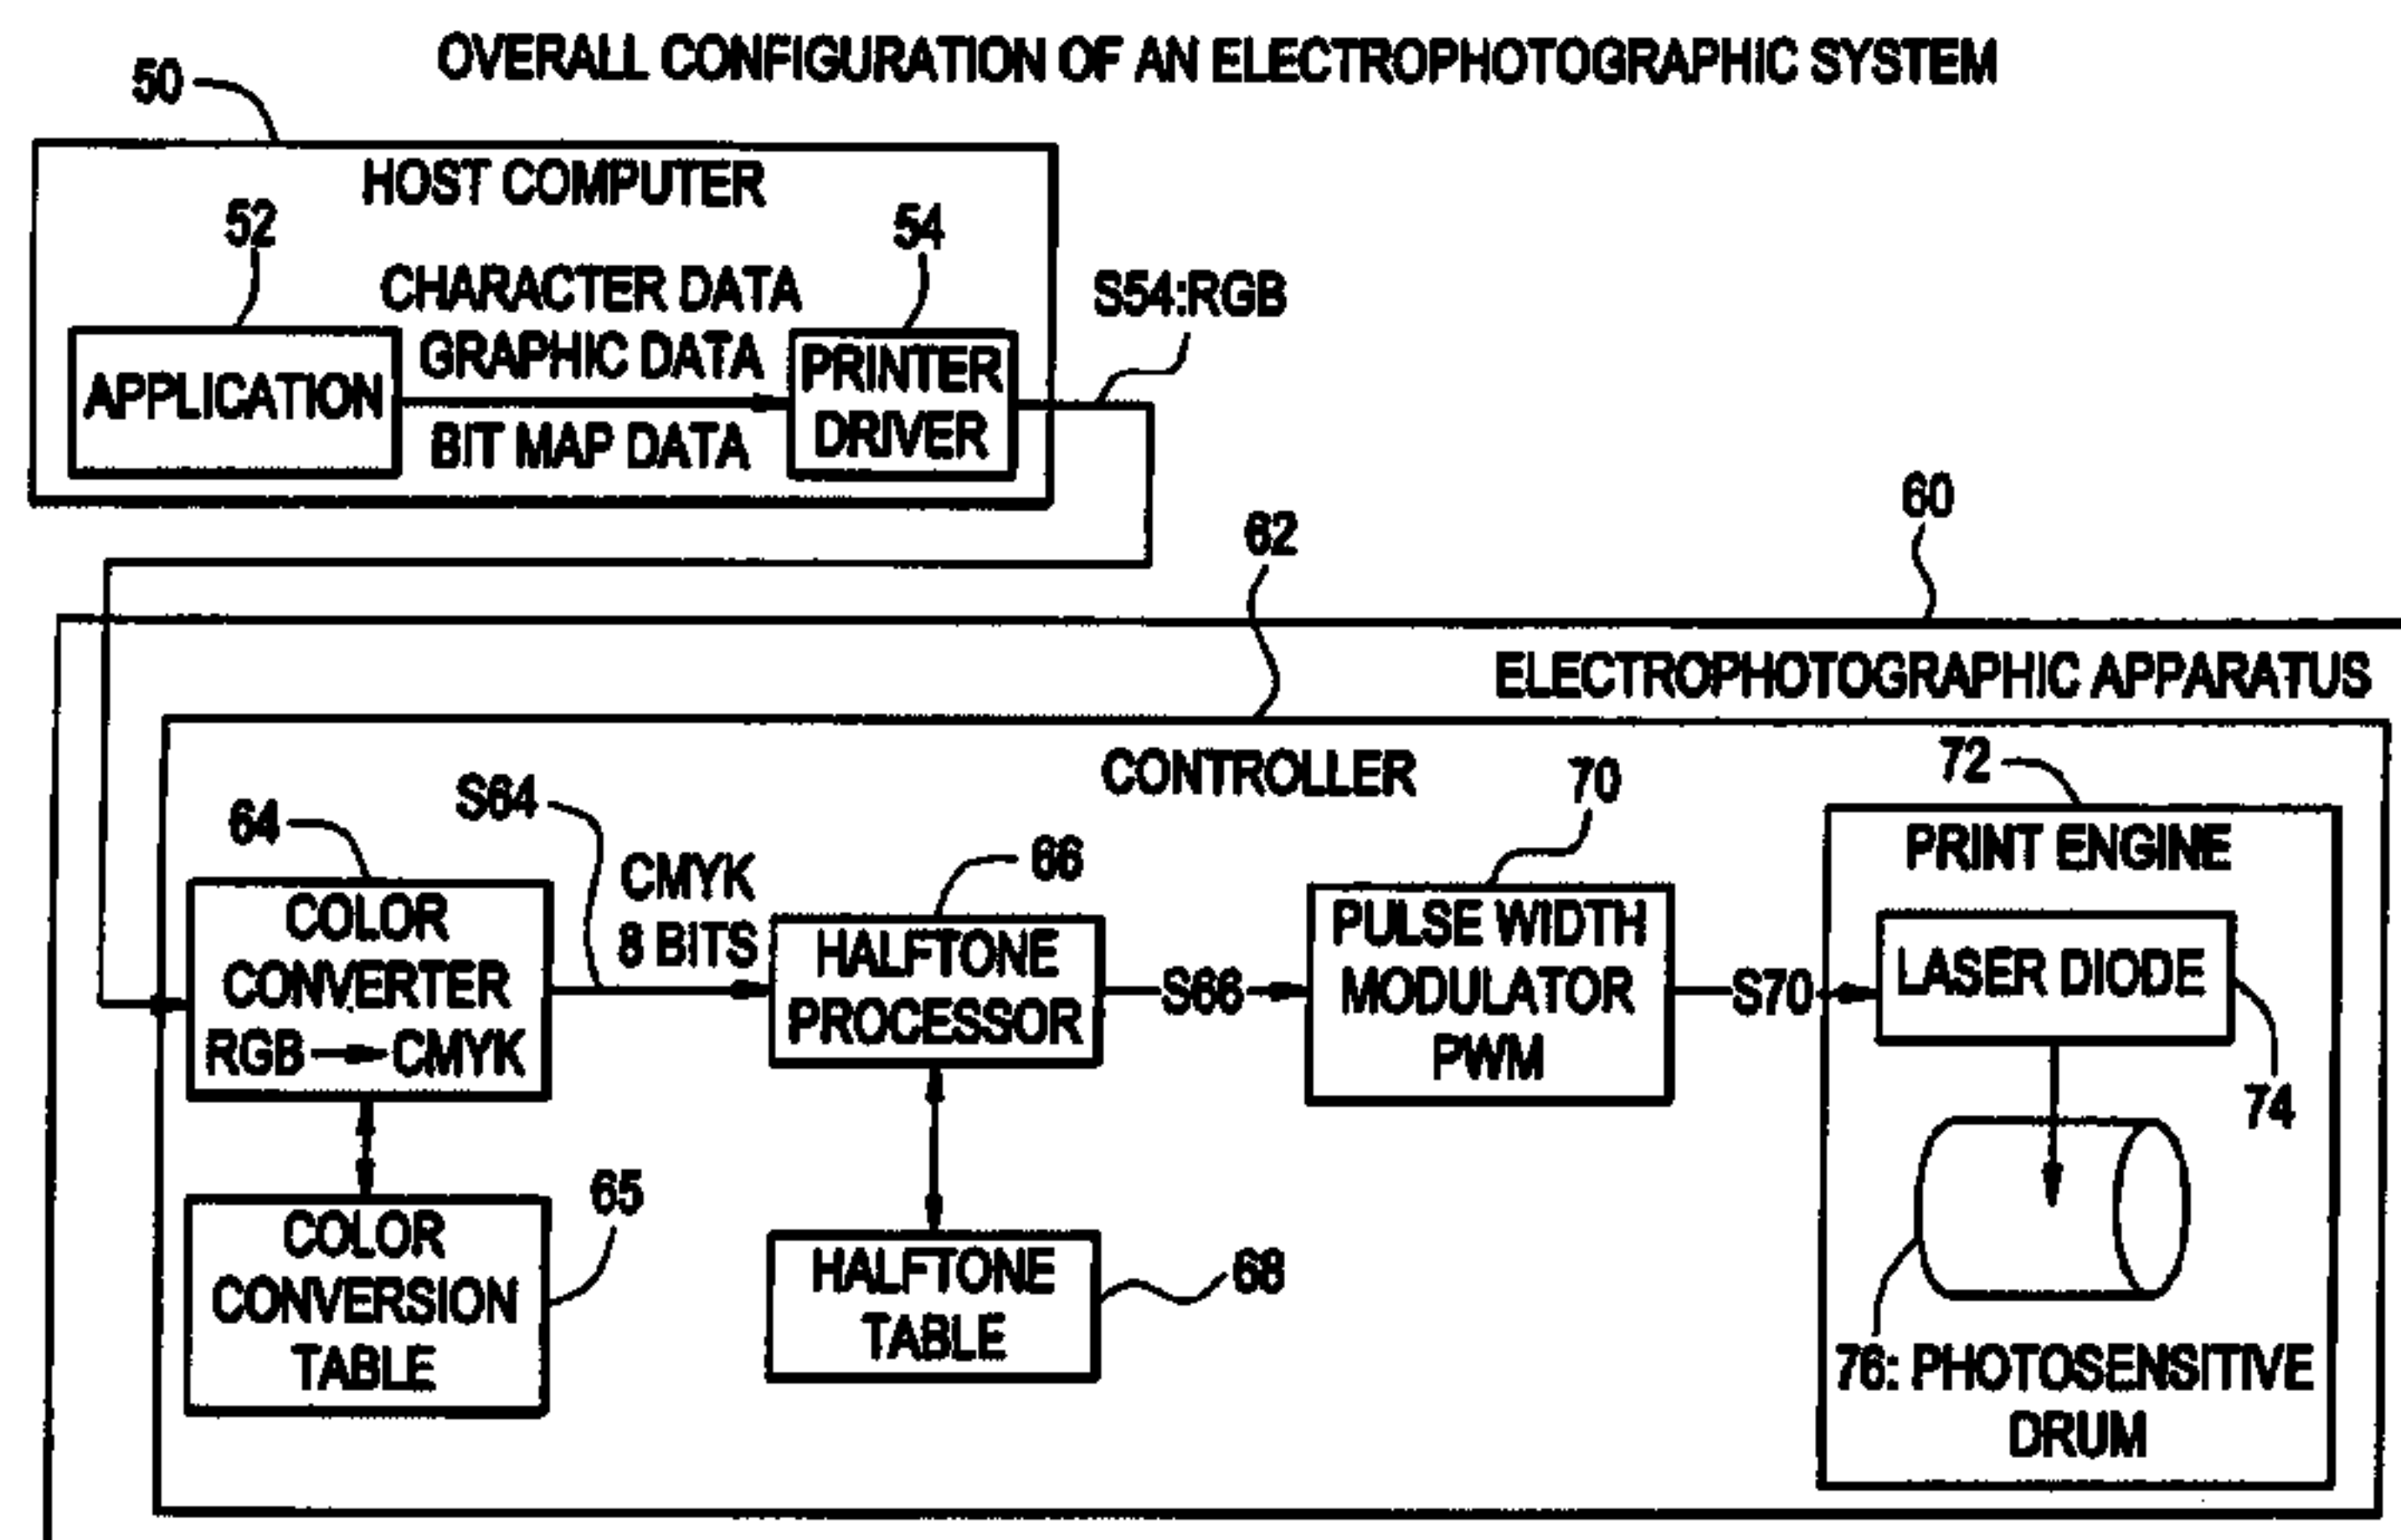 OVERALL CONFIGURATION OF AN ELECTROPHOTOGRAPHIC SYSTEM
50
HOST COMPUTER
52
54
CHARACTER DATA
GRAPHIC DATA
BIT MAP DATA
APPLICATION
PRINTER
DRIVER
S54:RGB
60
62
ELECTROPHOTOGRAPHIC APPARATUS
CONTROLLER
64
S64
CMYK
8 BITS
66
70
72
COLOR
CONVERTER
RGB → CMYK
HALFTONE
PROCESSOR
S66
PULSE WIDTH
MODULATOR
PWM
S70
PRINT ENGINE
LASER DIODE
74
COLOR
CONVERSION
TABLE
65
HALFTONE
TABLE
68
76: PHOTOSENSITIVE
DRUM